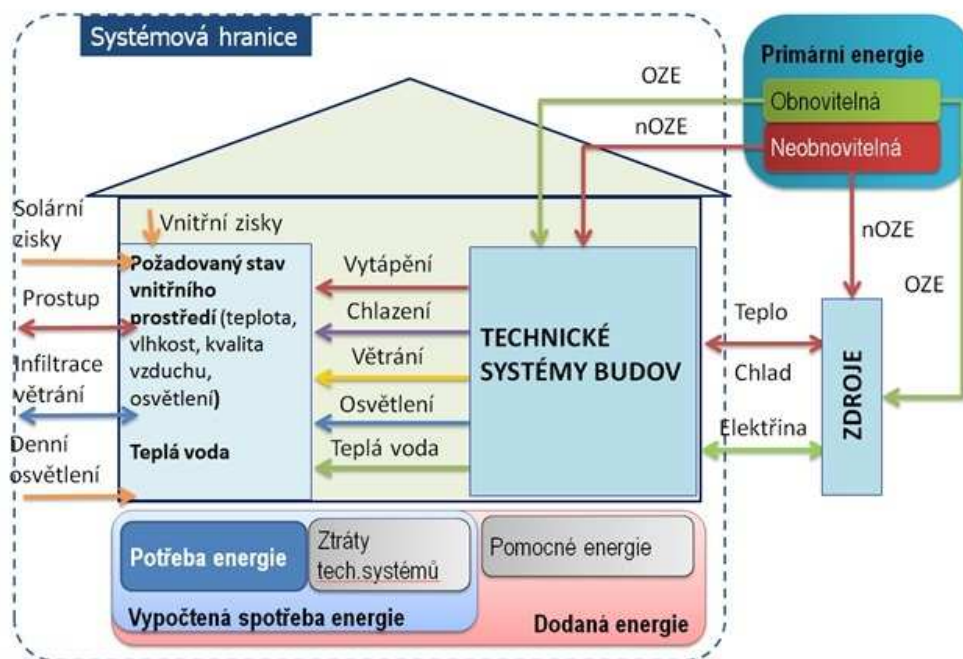 Systémová hranice
Primární energie
Obnovitelná
Neobnovitelná
OZE
nOZE
nOZE
OZE
Solární
zisky
Prostup
Infiltrace
větrání
Denní
osvětlení
Vnitřní zisky
Požadovaný stav
vnitřního
prostředí (teplota,
vlhkost, kvalita
vzduchu,
osvětlení)
Teplá voda
Vytápění
Chlazení
Větrání
Osvětlení
Teplá voda
TECHNICKÉ
SYSTÉMY BUDOV
Teplo
Chlad
Elektřina
ZDROJE
Potřeba energie
Ztráty
tech.systémů
Pomocné energie
Vypočtená spotřeba energie
Dodaná energie